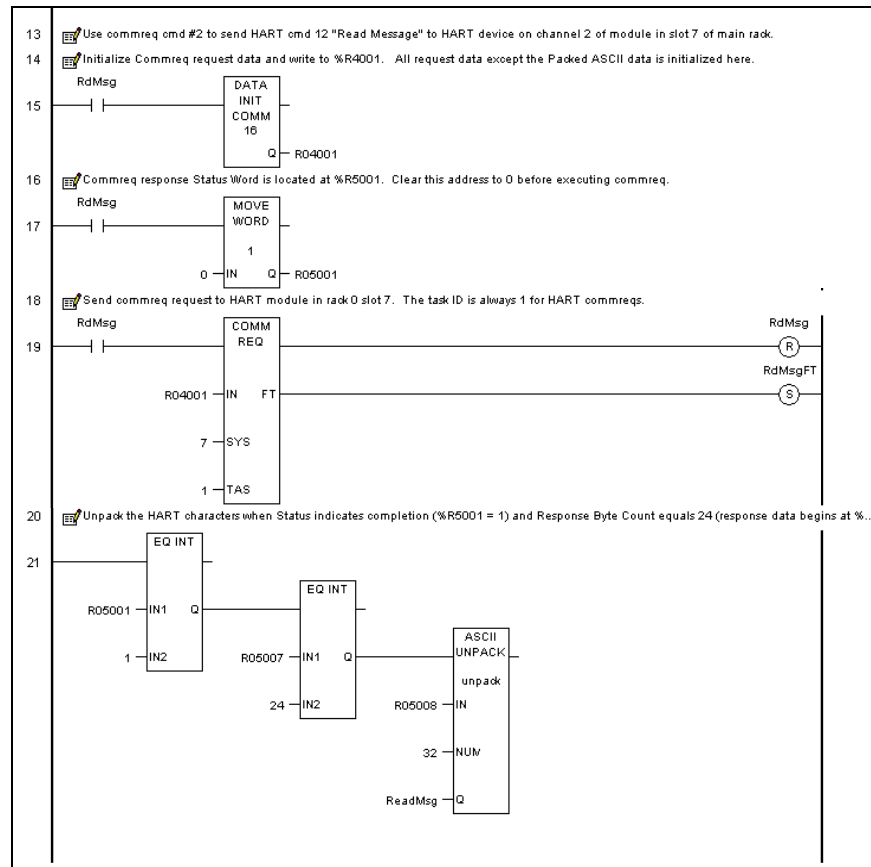 13 Use commreq cmd #2 to send HART cmd 12 "Read Message" to HART device on channel 2 of module in slot 7 of main rack.
14 Initialize Commreq request data and write to %R4001. All request data except the Packed ASCII data is initialized here.
RdMsg
DATA
INIT
COMM
16
15
Q R04001
16 Commreq response Status Word is located at %R5001. Clear this address to 0 before executing commreq.
RdMsg
MOVE
WORD
17
1
0 IN Q R05001
18 Send commreq request to HART module in rack 0 slot 7. The task ID is always 1 for HART commreqs.
RdMsg
COMM
REQ
RdMsg
19
R
RdMsgFT
R04001 IN FT
S
7 SYS
1 TAS
20 Unpack the HART characters when Status indicates completion (%R5001 = 1) and Response Byte Count equals 24 (response data begins at %...
EQ INT
21
EQ INT
R05001 IN1 Q
ASCII
UNPACK
1 IN2
R05007 IN1 Q
unpack
24 IN2
R05008 IN
32 NUM
ReadMsg Q